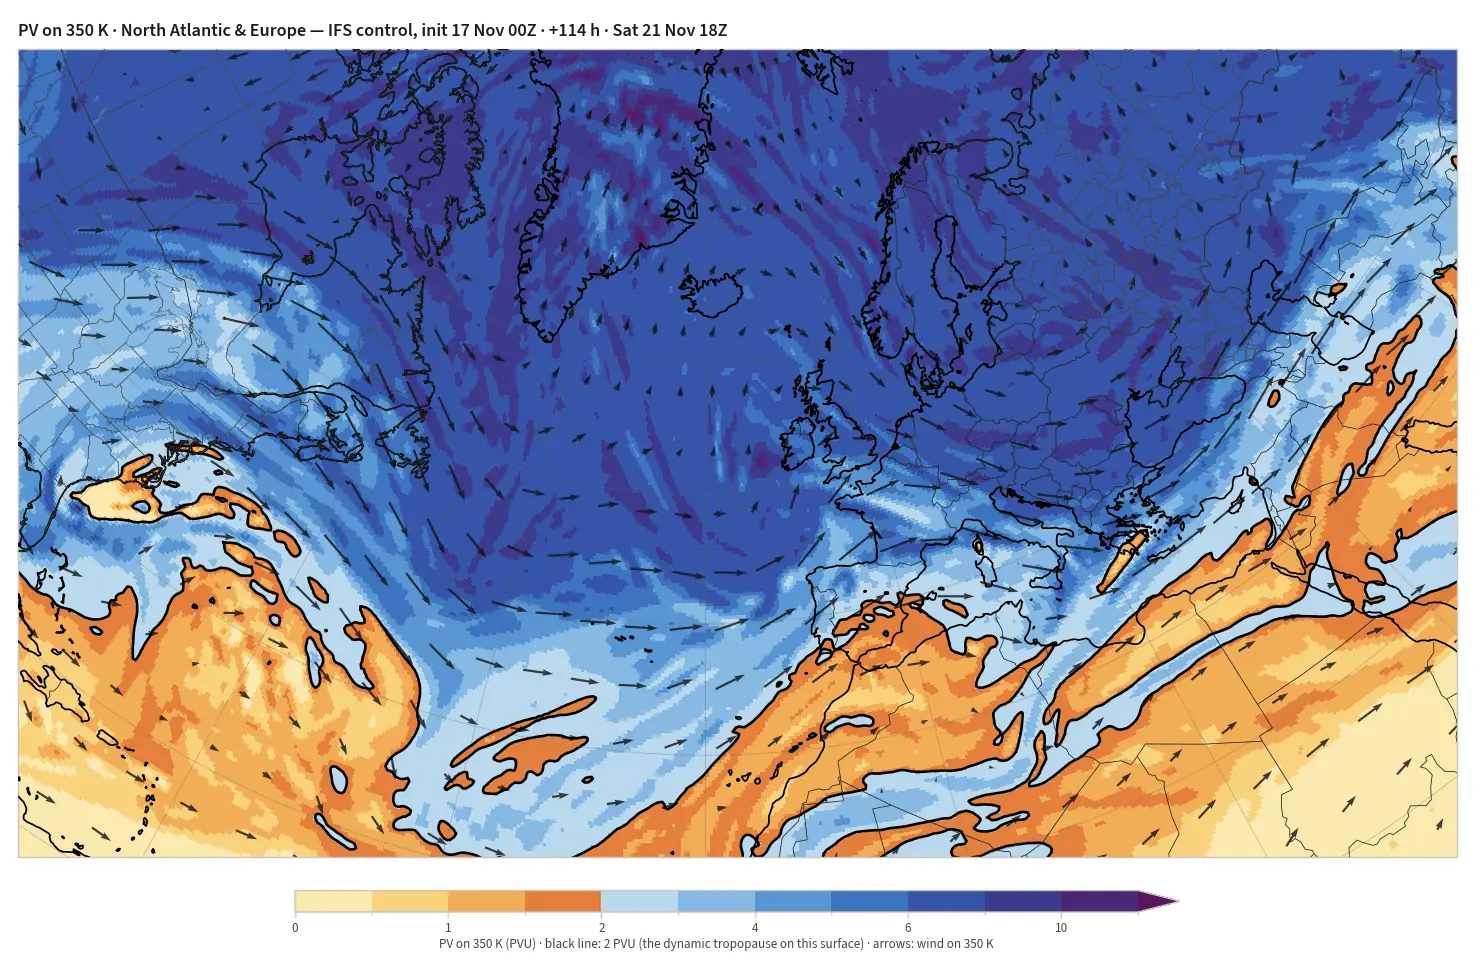 PV on 350 K · North Atlantic & Europe — IFS control, init 17 Nov 00Z · +114 h · Sat 21 Nov 18Z
0 1 2 4 6 10
PV on 350 K (PVU) · black line: 2 PVU (the dynamic tropopause on this surface) · arrows: wind on 350 K